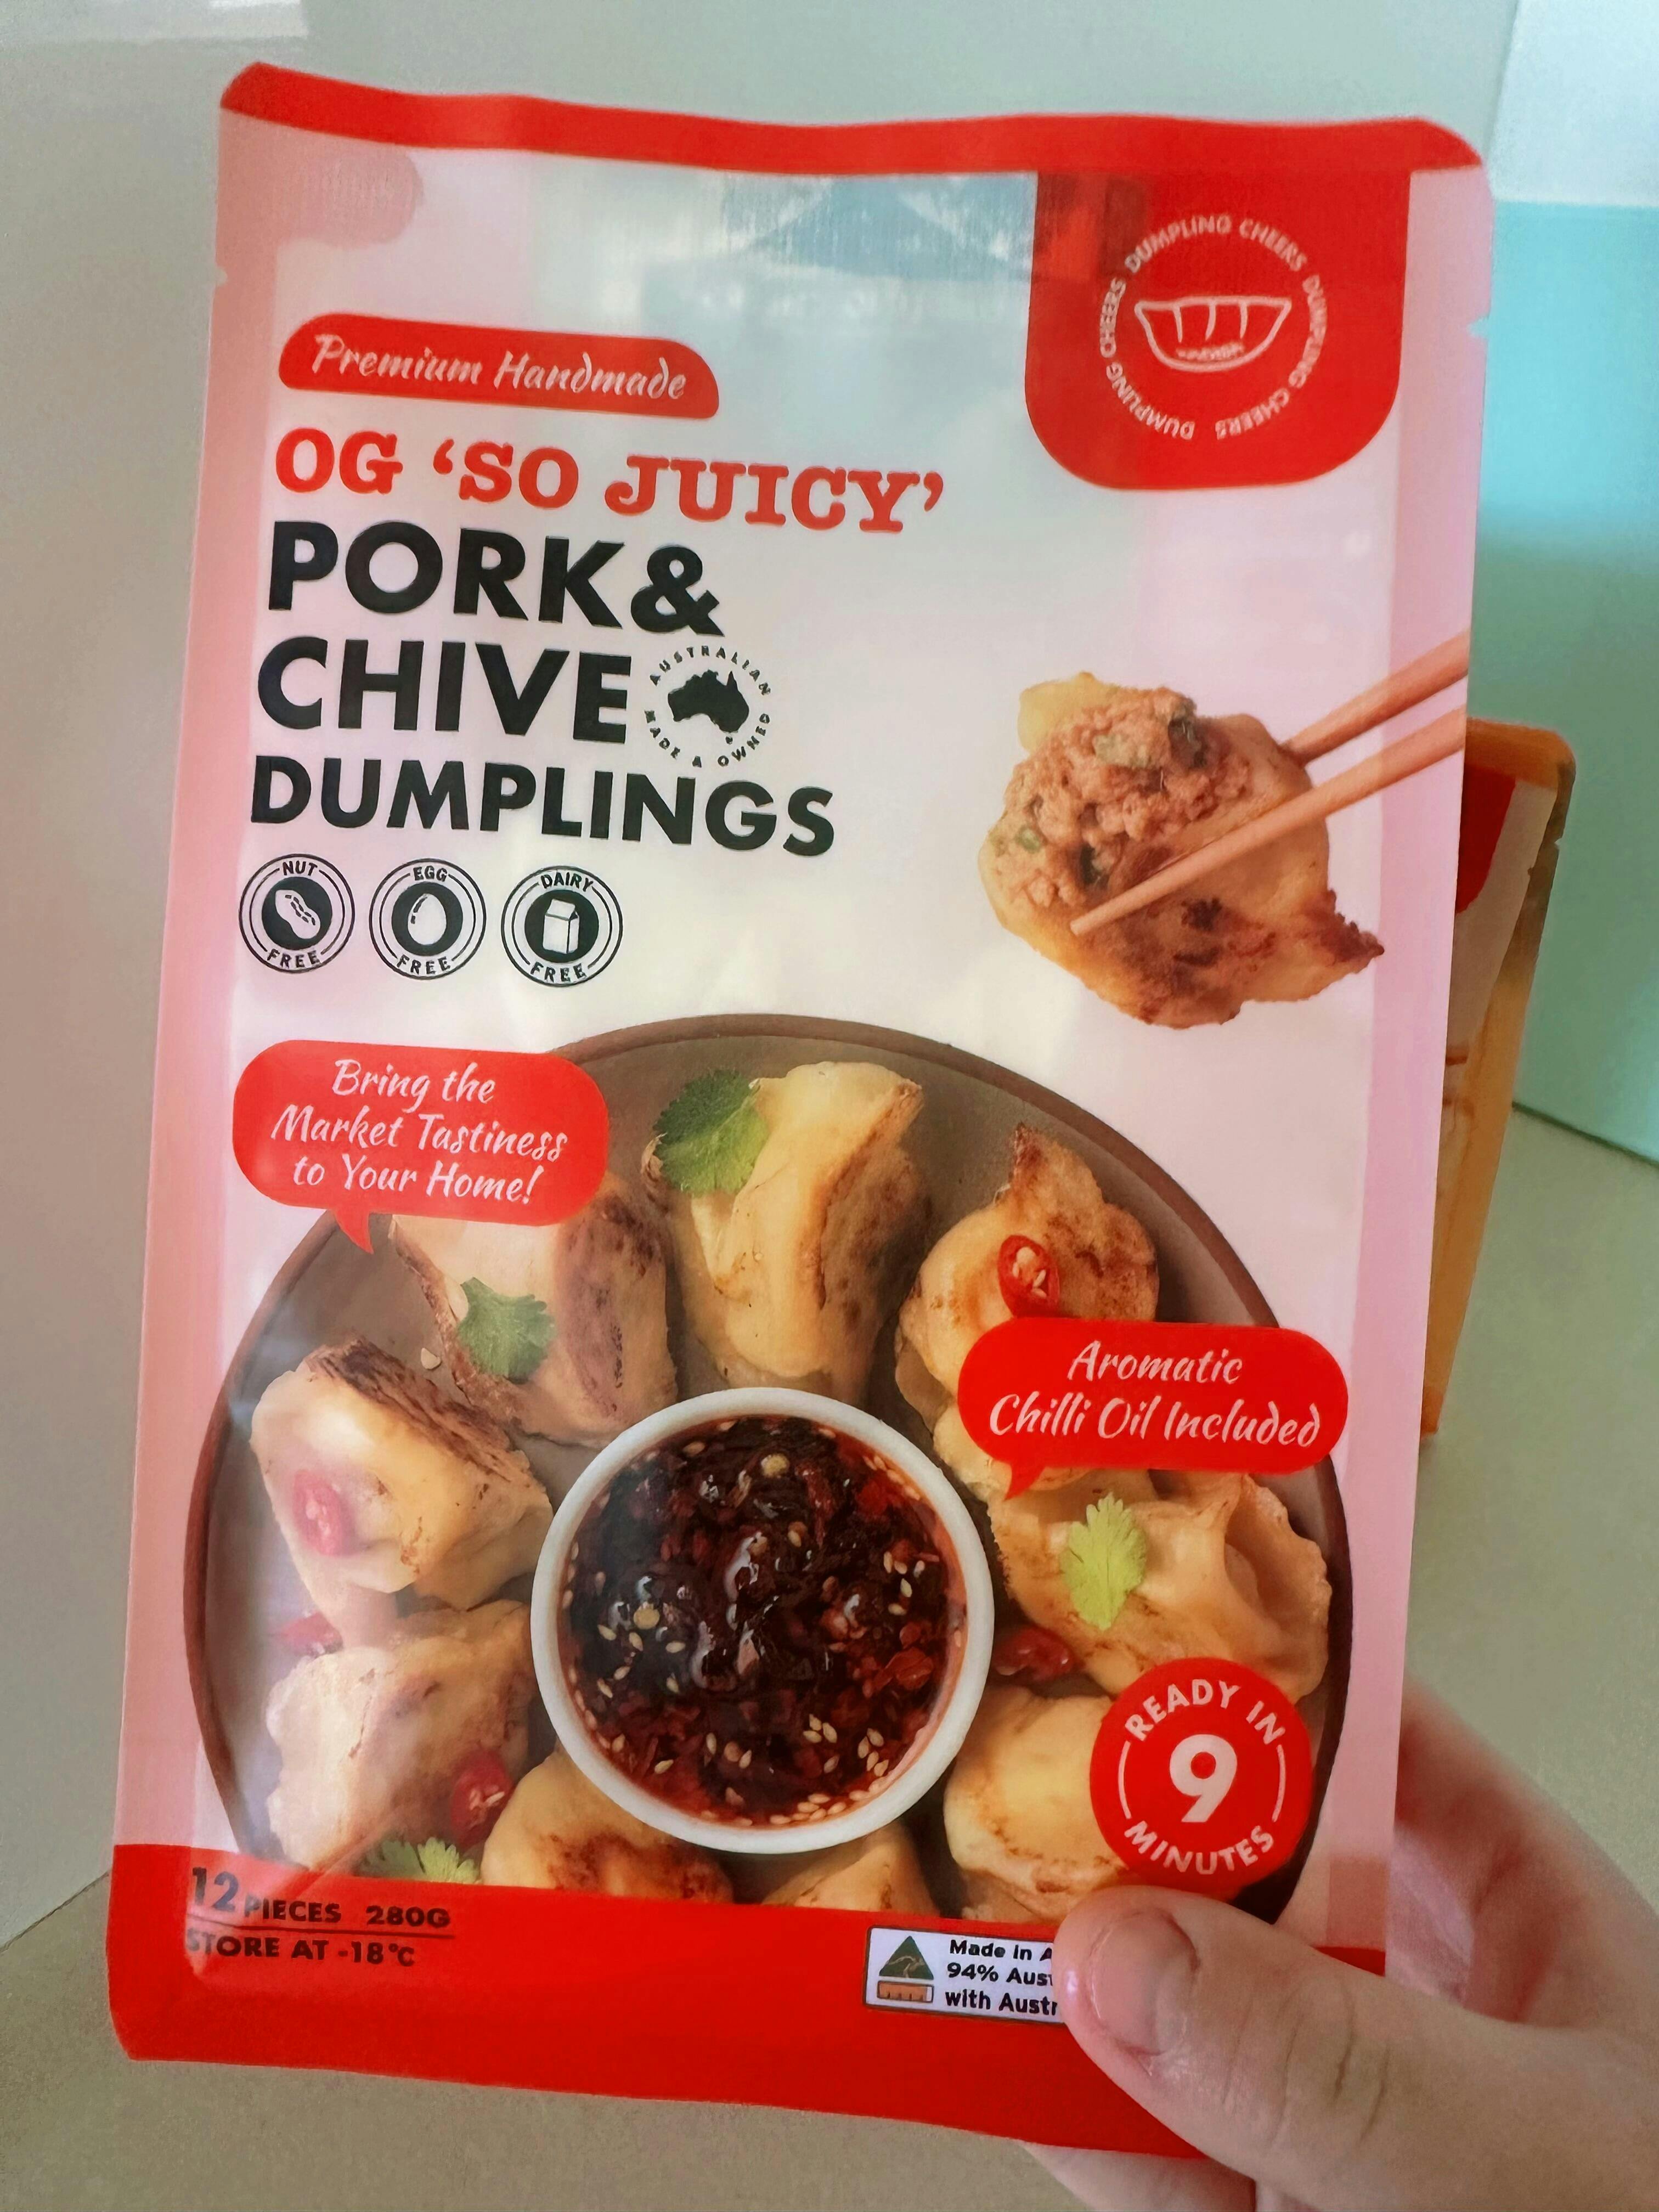 DUMPLING CHEERS DUMPLING CHEERS DUMPLING CHEERS
Premium Handmade
OG ‘SO JUICY’
PORK &
CHIVE
AUSTRALIAN
MADE & OWNED
DUMPLINGS
NUT
FREE
EGG
FREE
DAIRY
FREE
Bring the
Market Tastiness
to Your Home!
Aromatic
Chilli Oil Included
READY IN
9
MINUTES
12 PIECES 280G
STORE AT -18°C
Made in
94%
with